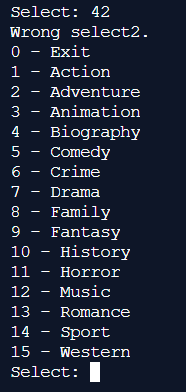 Select: 42
Wrong select2.
0 – Exit
1 – Action
2 – Adventure
3 – Animation
4 – Biography
5 – Comedy
6 – Crime
7 – Drama
8 – Family
9 – Fantasy
10 – History
11 – Horror
12 – Music
13 – Romance
14 – Sport
15 – Western
Select: